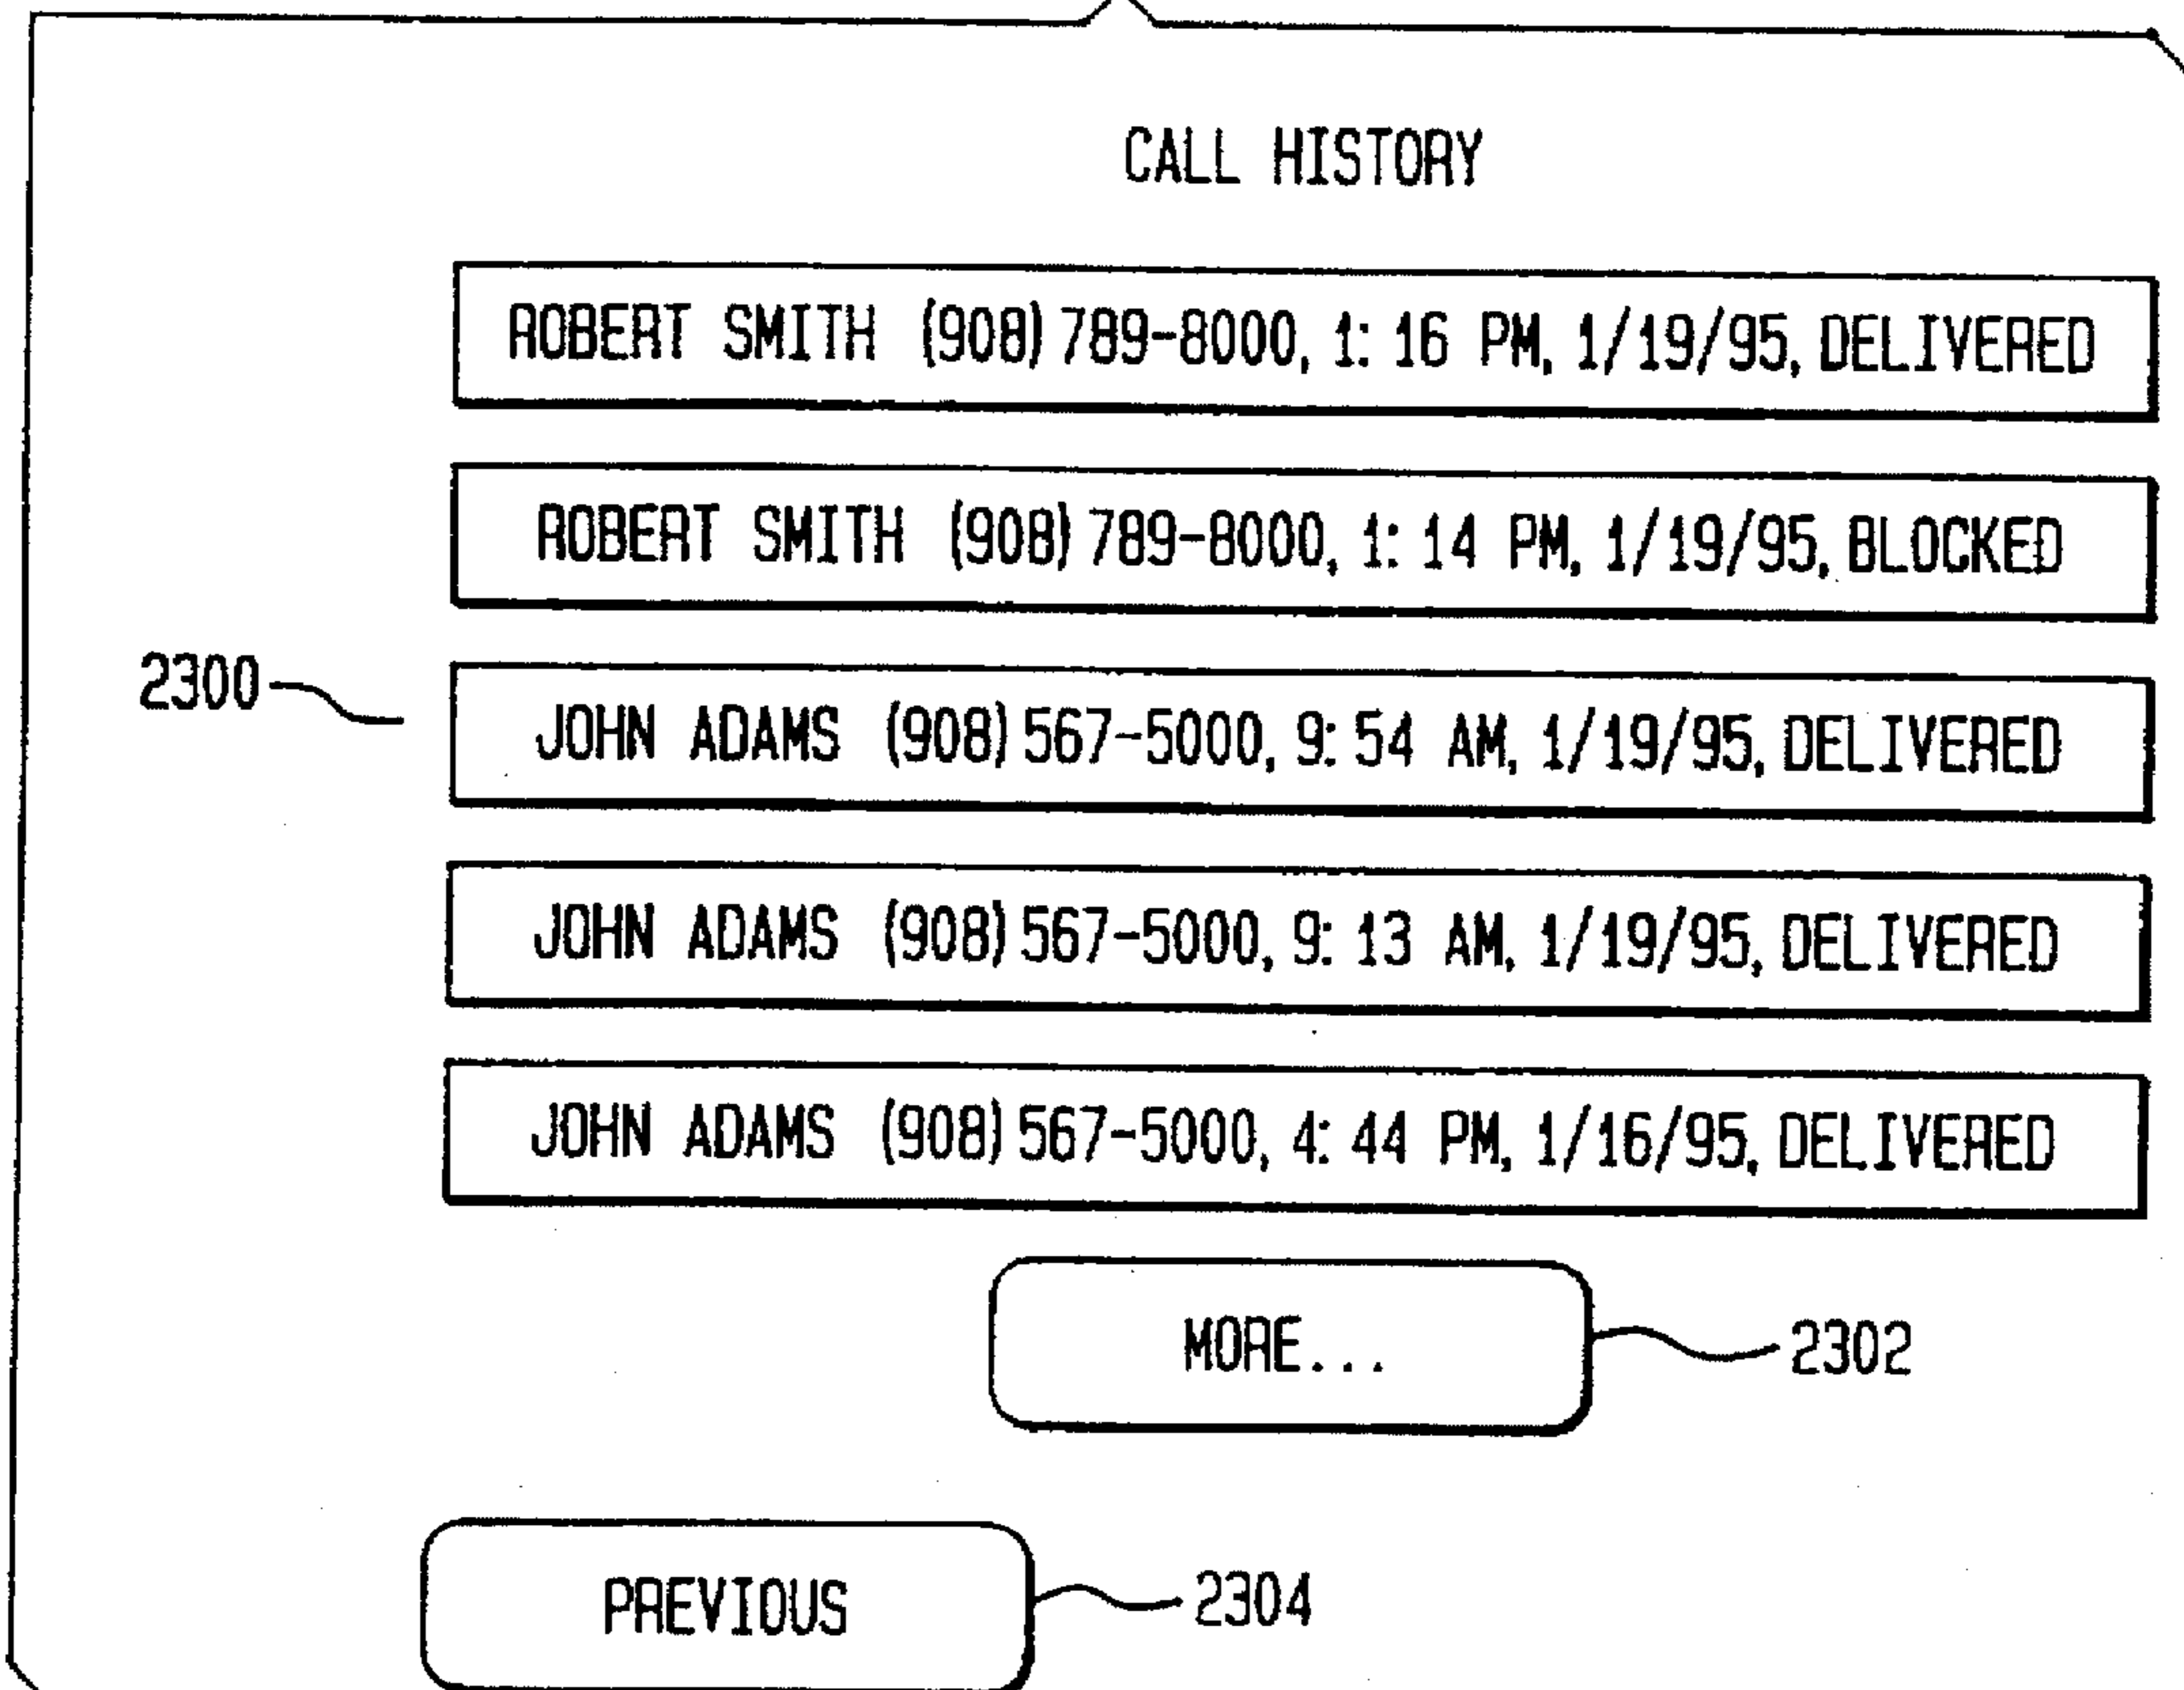 CALL HISTORY
ROBERT SMITH (908) 789-8000, 1: 16 PM, 1/19/95, DELIVERED
ROBERT SMITH (908) 789-8000, 1: 14 PM, 1/19/95, BLOCKED
2300
JOHN ADAMS (908) 567-5000, 9: 54 AM, 1/19/95, DELIVERED
JOHN ADAMS (908) 567-5000, 9: 13 AM, 1/19/95, DELIVERED
JOHN ADAMS (908) 567-5000, 4: 44 PM, 1/16/95, DELIVERED
MORE...
2302
PREVIOUS
2304